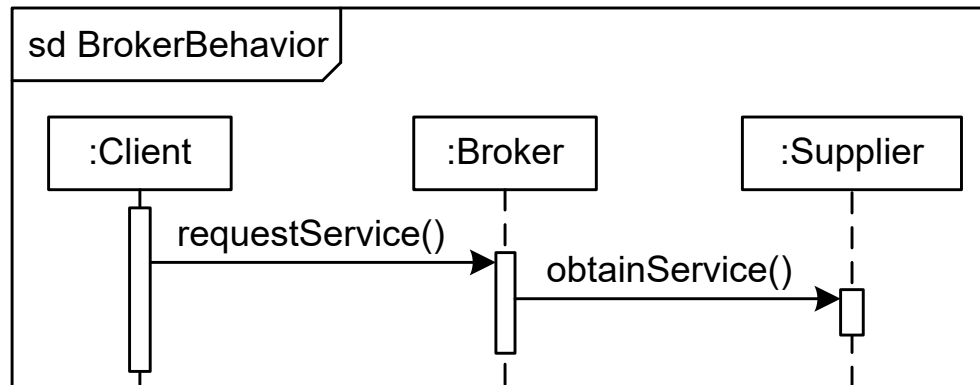 sd BrokerBehavior
:Client
:Broker
:Supplier
requestService()
obtainService()